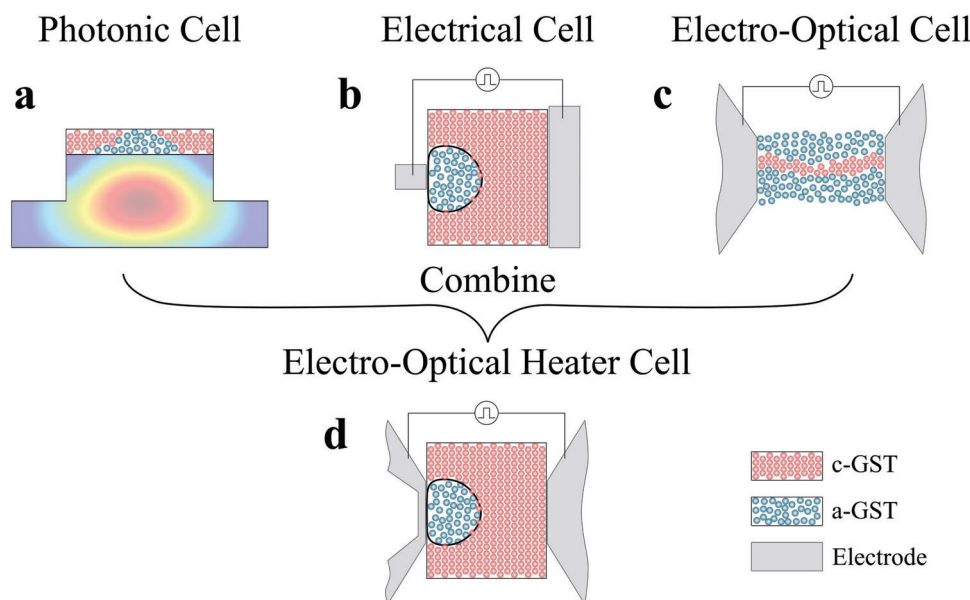 Photonic Cell
Electrical Cell
Electro-Optical Cell
a
b
c
Combine
Electro-Optical Heater Cell
d
c-GST
a-GST
Electrode